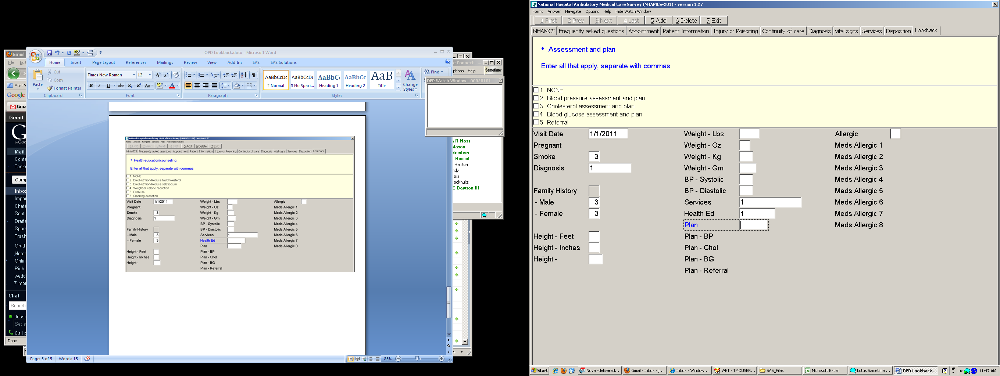 Gmail
File Edi
Most V
Google
Gma
Gmail
by Goo
Mail
Conta
Task
Comp
Inbo
Impo
Chats
Sent
Drafts
Spam
Trash
Grad
Notes
Onlin
Rich
wedd
7 mo
Chat
Search
Jessi
Set s
Call p
Done
OPD Lookback.docx - Microsoft Word
Home Insert Page Layout References Mailings Review View Add-Ins SAS SAS Solutions
Paste
Cut
Copy
Format Painter
Clipboard
Times New Roman 12
Font
Paragraph
AaBbCcDc AaBbCcDc AaBbC AaBbCc AaB
¶ Normal ¶ No Spaci... Heading 1 Heading 2 Title
Change Styles
Styles
Find
National Hospital Ambulatory Medical Care Survey (NHAMCS-201) - version 1.27
Forms Answer Navigate Options Help Hide Watch Window
1 First 2 Prev 3 Next 4 Last 5 Add 6 Delete 7 Exit
NHAMCS Frequently asked questions Appointment Patient Information Injury or Poisoning Continuity of care Diagnosis vital signs Services Disposition Lookback
Health education/counseling
Enter all that apply, separate with commas
1. NONE
2. Diet/Nutrition-Reduce fat/Cholesterol
3. Diet/Nutrition-Reduce salt/sodium
4. Weight or caloric reduction
5. Exercise
6. Smoking cessation
Visit Date 1/1/2011 Weight - Lbs Allergic
Pregnant Weight - Oz Meds Allergic 1
Smoke 3 Weight - Kg Meds Allergic 2
Diagnosis 1 Weight - Gm Meds Allergic 3
BP - Systolic Meds Allergic 4
Family History BP - Diastolic Meds Allergic 5
- Male 3 Services 1 Meds Allergic 6
- Female 3 Health Ed Meds Allergic 7
Plan Meds Allergic 8
Height - Feet Plan - BP
Height - Inches Plan - Chol
Height - Plan - BG
Plan - Referral
Page: 5 of 5 Words: 15 85%
e Connect - ...
ptions Help Sametime
DEP Watch Window - 00020101
R Noss
Mason
Gerstein
Heimel
Heiston
ndy
oss
ookhultz
E Dawson III
National Hospital Ambulatory Medical Care Survey (NHAMCS-201) - version 1.27
Forms Answer Navigate Options Help Hide Watch Window
1 First 2 Prev 3 Next 4 Last 5 Add 6 Delete 7 Exit
NHAMCS Frequently asked questions Appointment Patient Information Injury or Poisoning Continuity of care Diagnosis vital signs Services Disposition Lookback
Assessment and plan
Enter all that apply, separate with commas
1. NONE
2. Blood pressure assessment and plan
3. Cholesterol assessment and plan
4. Blood glucose assessment and plan
5. Referral
Visit Date 1/1/2011 Weight - Lbs Allergic
Pregnant Weight - Oz Meds Allergic 1
Smoke 3 Weight - Kg Meds Allergic 2
Diagnosis 1 Weight - Gm Meds Allergic 3
BP - Systolic Meds Allergic 4
Family History BP - Diastolic Meds Allergic 5
- Male 3 Services 1 Meds Allergic 6
- Female 3 Health Ed 1 Meds Allergic 7
Plan Meds Allergic 8
Height - Feet Plan - BP
Height - Inches Plan - Chol
Height - Plan - BG
Plan - Referral
Start Novell-delivered... Gmail - Inbox - j... Inbox - Window... WBT - TMOUSER... SAS_Files Microsoft Excel Lotus Sametime ... OPD Lookback.... 11:47 AM